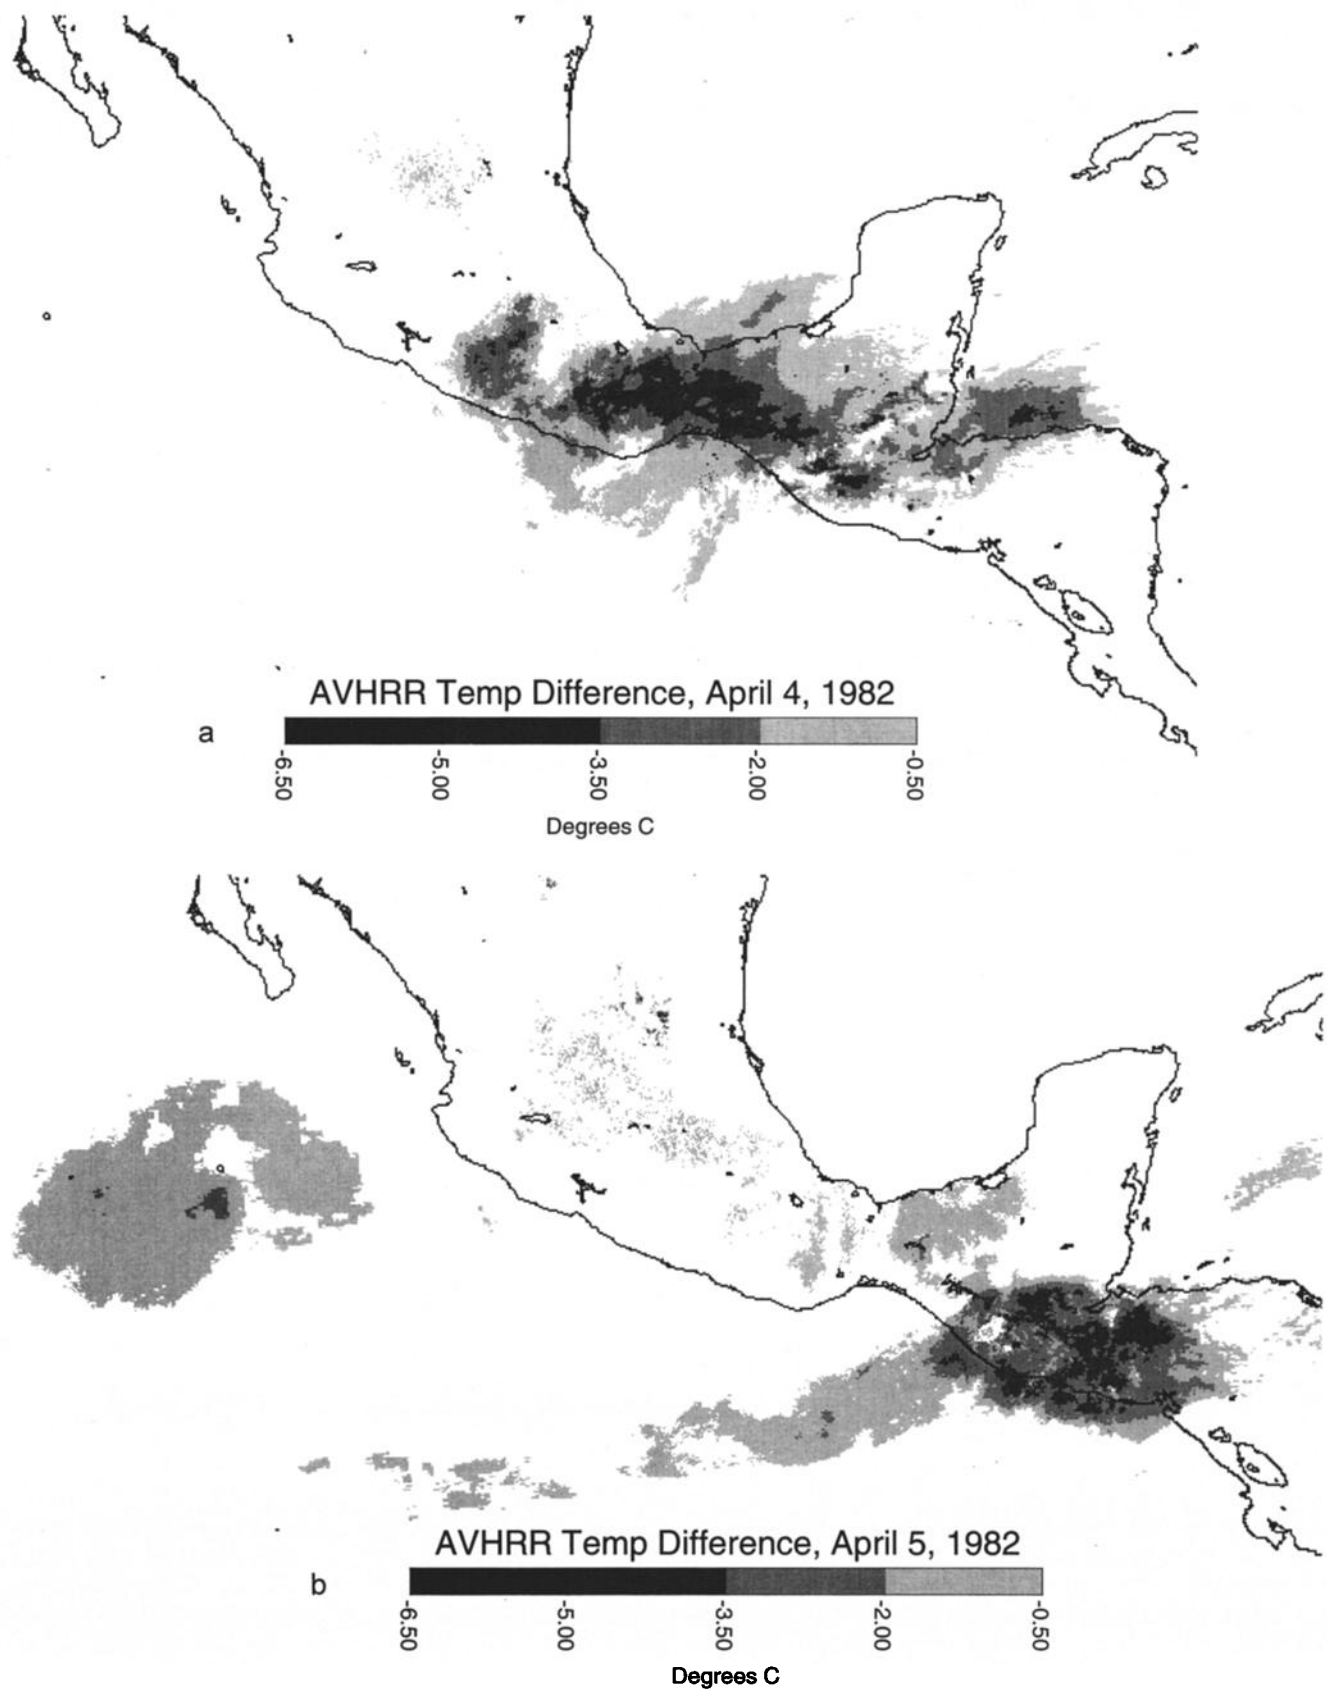 AVHRR Temp Difference, April 4, 1982
a
-6.50 -5.00 -3.50 -2.00 -0.50
Degrees C
AVHRR Temp Difference, April 5, 1982
b
-6.50 -5.00 -3.50 -2.00 -0.50
Degrees C